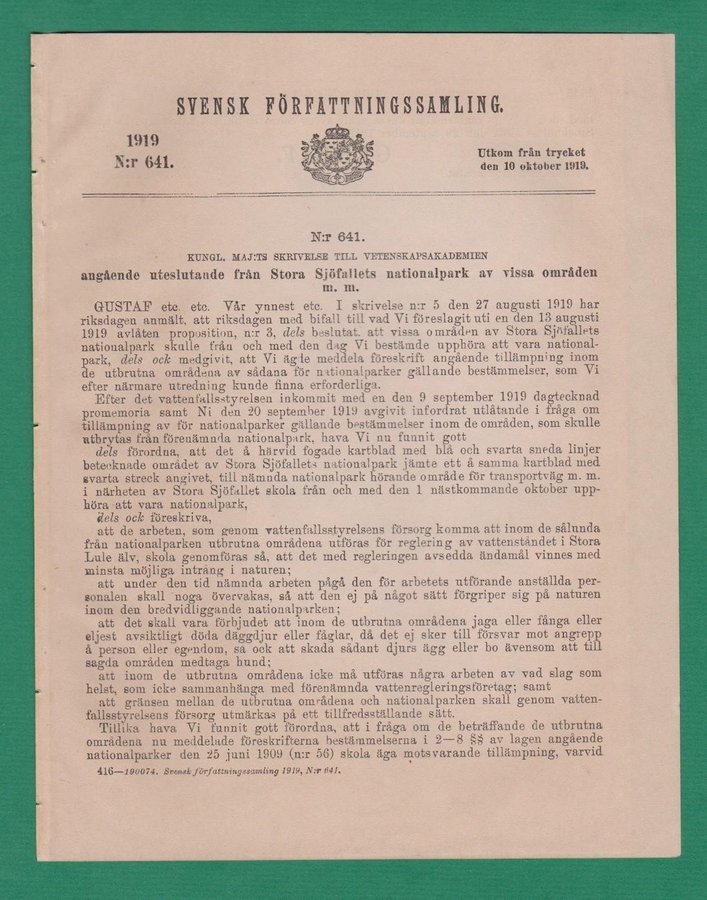 SVENSK FÖRFATTNINGSSAMLING.
1919
N:r 641.
Utkom från trycket
den 10 oktober 1919.
N:r 641.
KUNGL. MAJ:TS SKRIVELSE TILL VETENSKAPSAKADEMIEN
angående uteslutande från Stora Sjöfallets nationalpark av vissa områden
m. m.
GUSTAF etc. etc. Vår ynnest etc. I skrivelse n:r 5 den 27 augusti 1919 har
riksdagen anmält, att riksdagen med bifall till vad Vi föreslagit uti en den 13 augusti
1919 avlåten proposition, n:r 3, dels beslutat, att vissa områden av Stora Sjöfallets
nationalpark skulle från och med den dag Vi bestämde upphöra att vara national-
park, dels ock medgivit, att Vi ägde meddela föreskrift angående tillämpning inom
de utbrutna områdena av sådana för nationalparker gällande bestämmelser, som Vi
efter närmare utredning kunde finna erforderliga.
Efter det vattenfallsstyrelsen inkommit med en den 9 september 1919 dagtecknad
promemoria samt Ni den 20 september 1919 avgivit infordrat utlåtande i fråga om
tillämpning av för nationalparker gällande bestämmelser inom de områden, som skulle
utbrytas från förenämnda nationalpark, hava Vi nu funnit gott
dels förordna, att det å härvid fogade kartblad med blå och svarta sneda linjer
betecknade området av Stora Sjöfallets nationalpark jämte ett å samma kartblad med
svarta streck angivet, till nämnda nationalpark hörande område för transportväg m. m.
i närheten av Stora Sjöfallet skola från och med den 1 nästkommande oktober upp-
höra att vara nationalpark,
dels ock föreskriva,
att de arbeten, som genom vattenfallsstyrelsens försorg komma att inom de sålunda
från nationalparken utbrutna områdena utföras för reglering av vattenståndet i Stora
Lule älv, skola genomföras så, att det med regleringen avsedda ändamål vinnes med
minsta möjliga intrång i naturen;
att under den tid nämnda arbeten pågå den för arbetets utförande anställda per-
sonalen skall noga övervakas, så att den ej på något sätt förgriper sig på naturen
inom den bredvidliggande nationalparken;
att det skall vara förbjudet att inom de utbrutna områdena jaga eller fånga eller
eljest avsiktligt döda däggdjur eller fåglar, då det ej sker till försvar mot angrepp
å person eller egendom, så ock att skada sådant djurs ägg eller bo ävensom att till
sagda områden medtaga hund;
att inom de utbrutna områdena icke må utföras några arbeten av vad slag som
helst, som icke sammanhänga med förenämnda vattenregleringsföretag; samt
att gränsen mellan de utbrutna områdena och nationalparken skall genom vatten-
fallsstyrelsens försorg utmärkas på ett tillfredsställande sätt.
Tillika hava Vi funnit gott förordna, att i fråga om de beträffande de utbrutna
områdena nu meddelade föreskrifterna bestämmelserna i 2—8 §§ av lagen angående
nationalparker den 25 juni 1909 (n:r 56) skola äga motsvarande tillämpning, varvid
416—190074. Svensk författningssamling 1919, N:r 641.